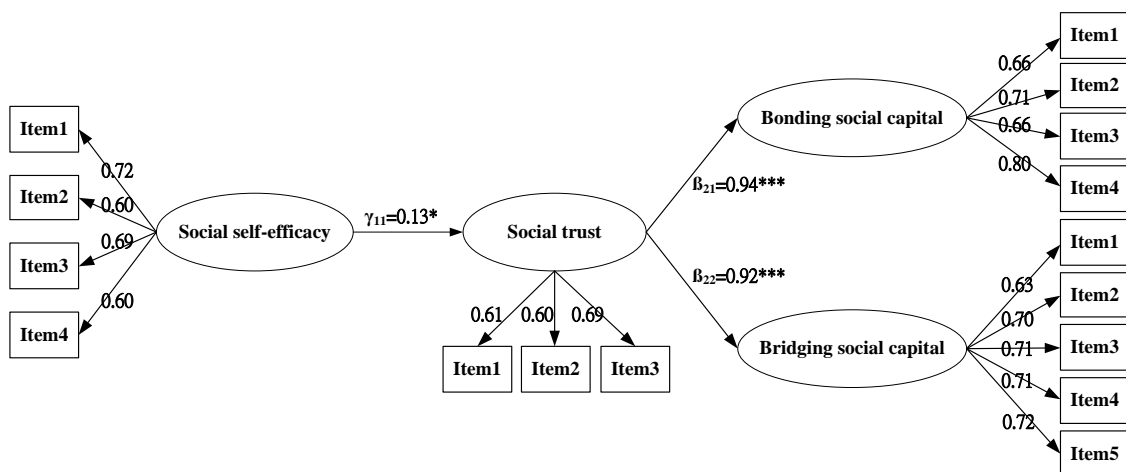 Item1
0.72
Item2
0.60
Item3
0.69
Item4
0.60
Social self-efficacy
γ11=0.13*
Social trust
0.61
0.60
0.69
Item1
Item2
Item3
ß21=0.94***
ß22=0.92***
Bonding social capital
0.66
Item1
0.71
Item2
0.66
Item3
0.80
Item4
Bridging social capital
0.63
Item1
0.70
Item2
0.71
Item3
0.71
Item4
0.72
Item5